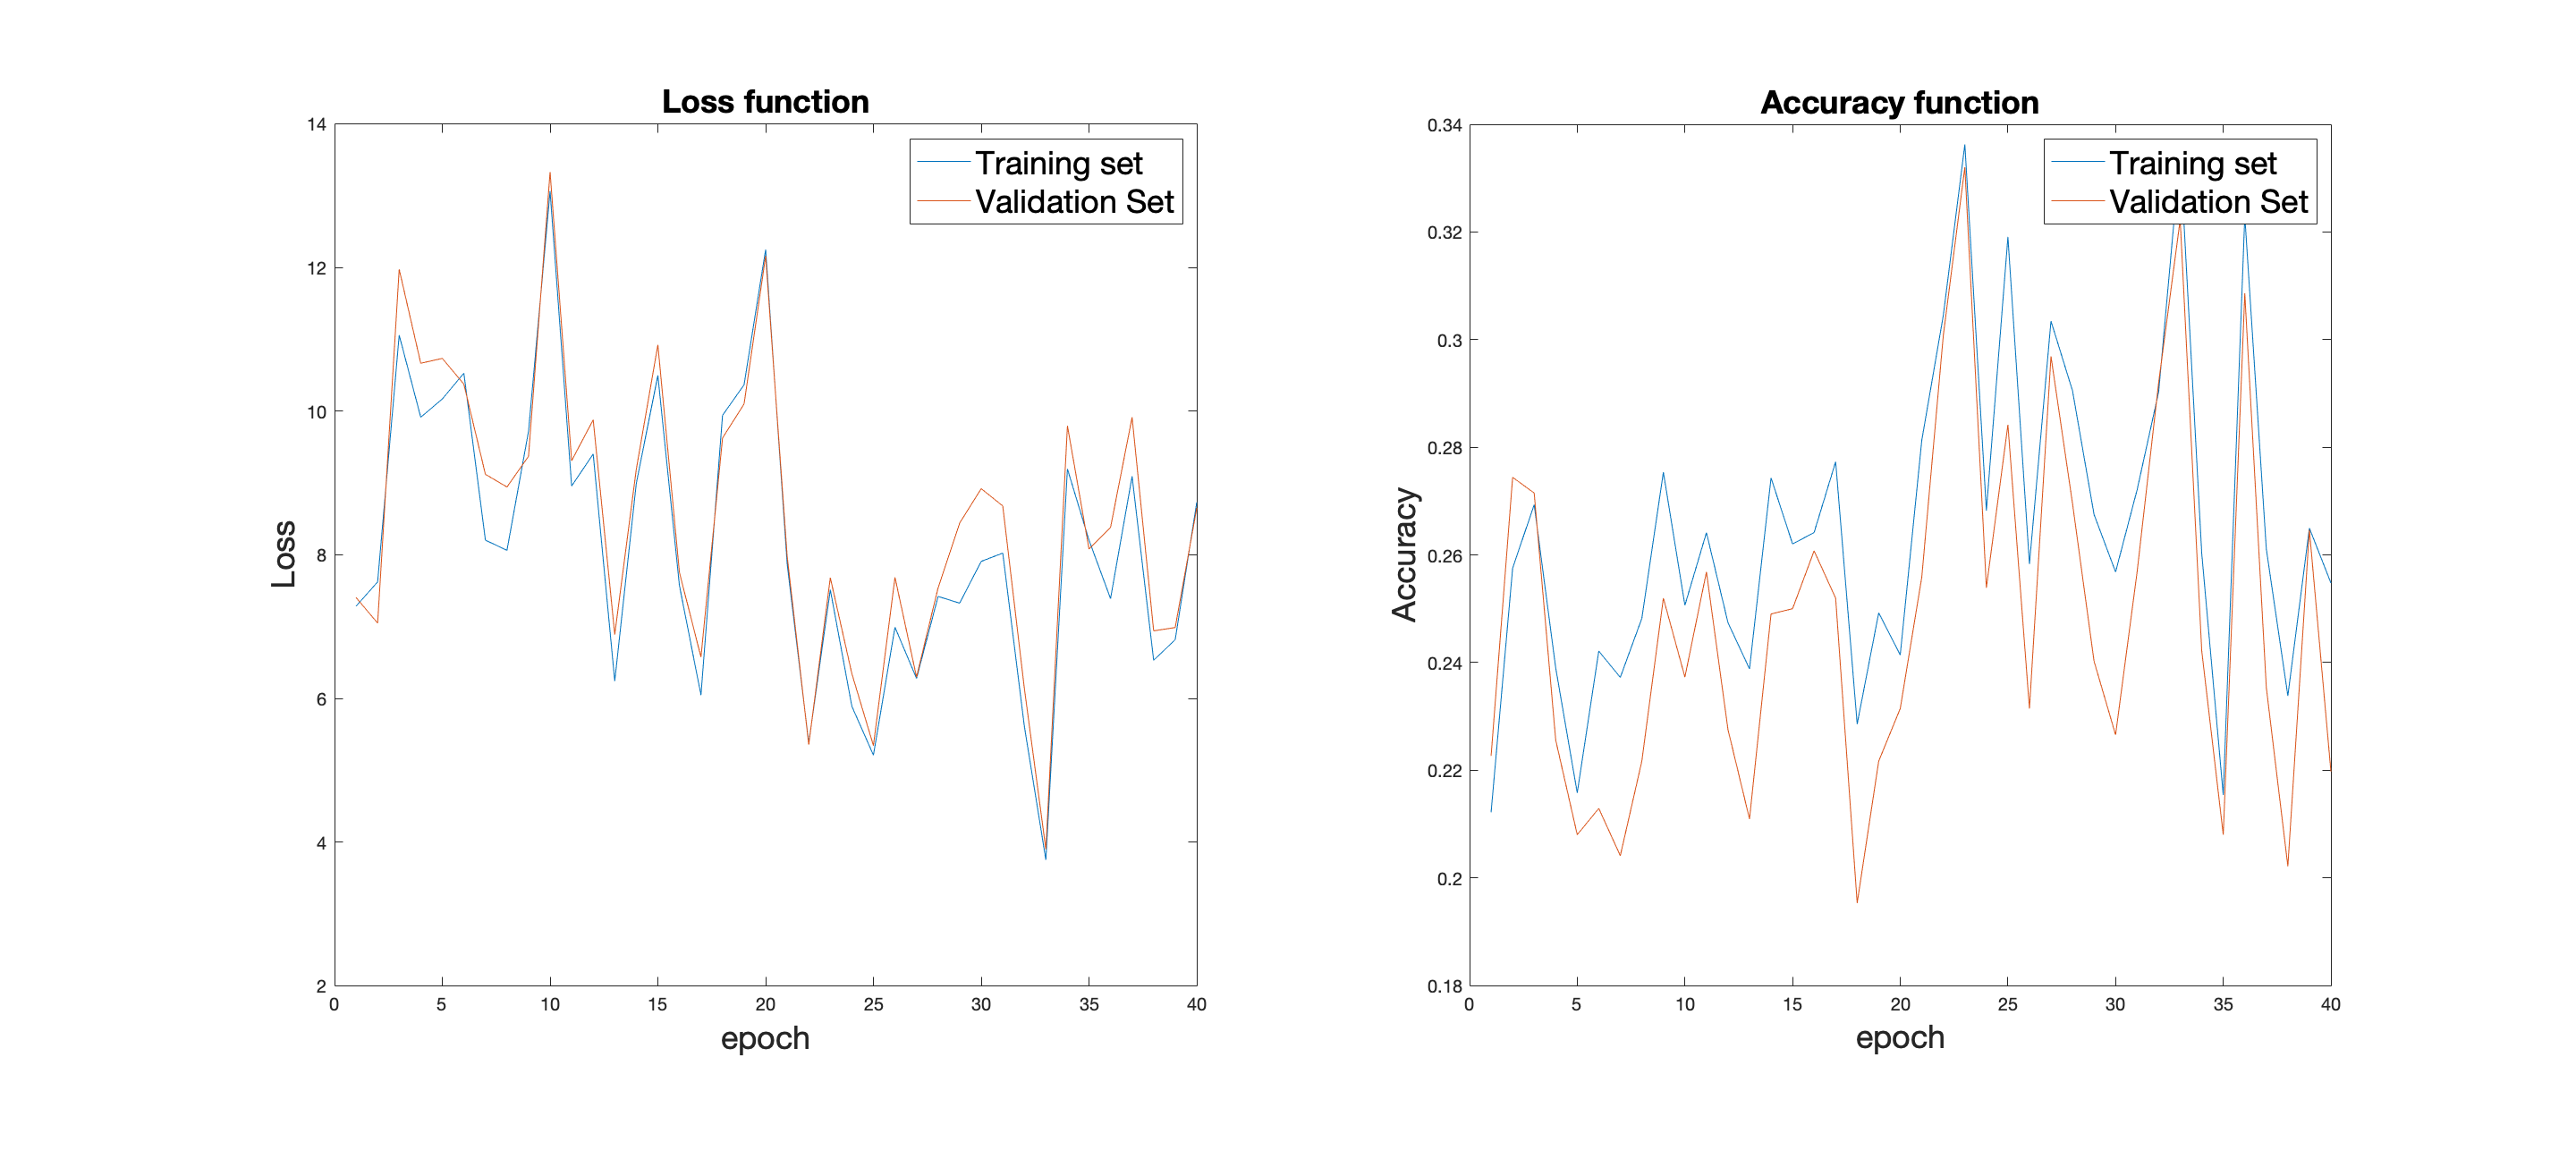 Loss function
14
12
10
8
6
4
2
0 5 10 15 20 25 30 35 40
Loss
epoch
Training set
Validation Set
Accuracy function
0.34
0.32
0.3
0.28
0.26
0.24
0.22
0.2
0.18
0 5 10 15 20 25 30 35 40
Accuracy
epoch
Training set
Validation Set